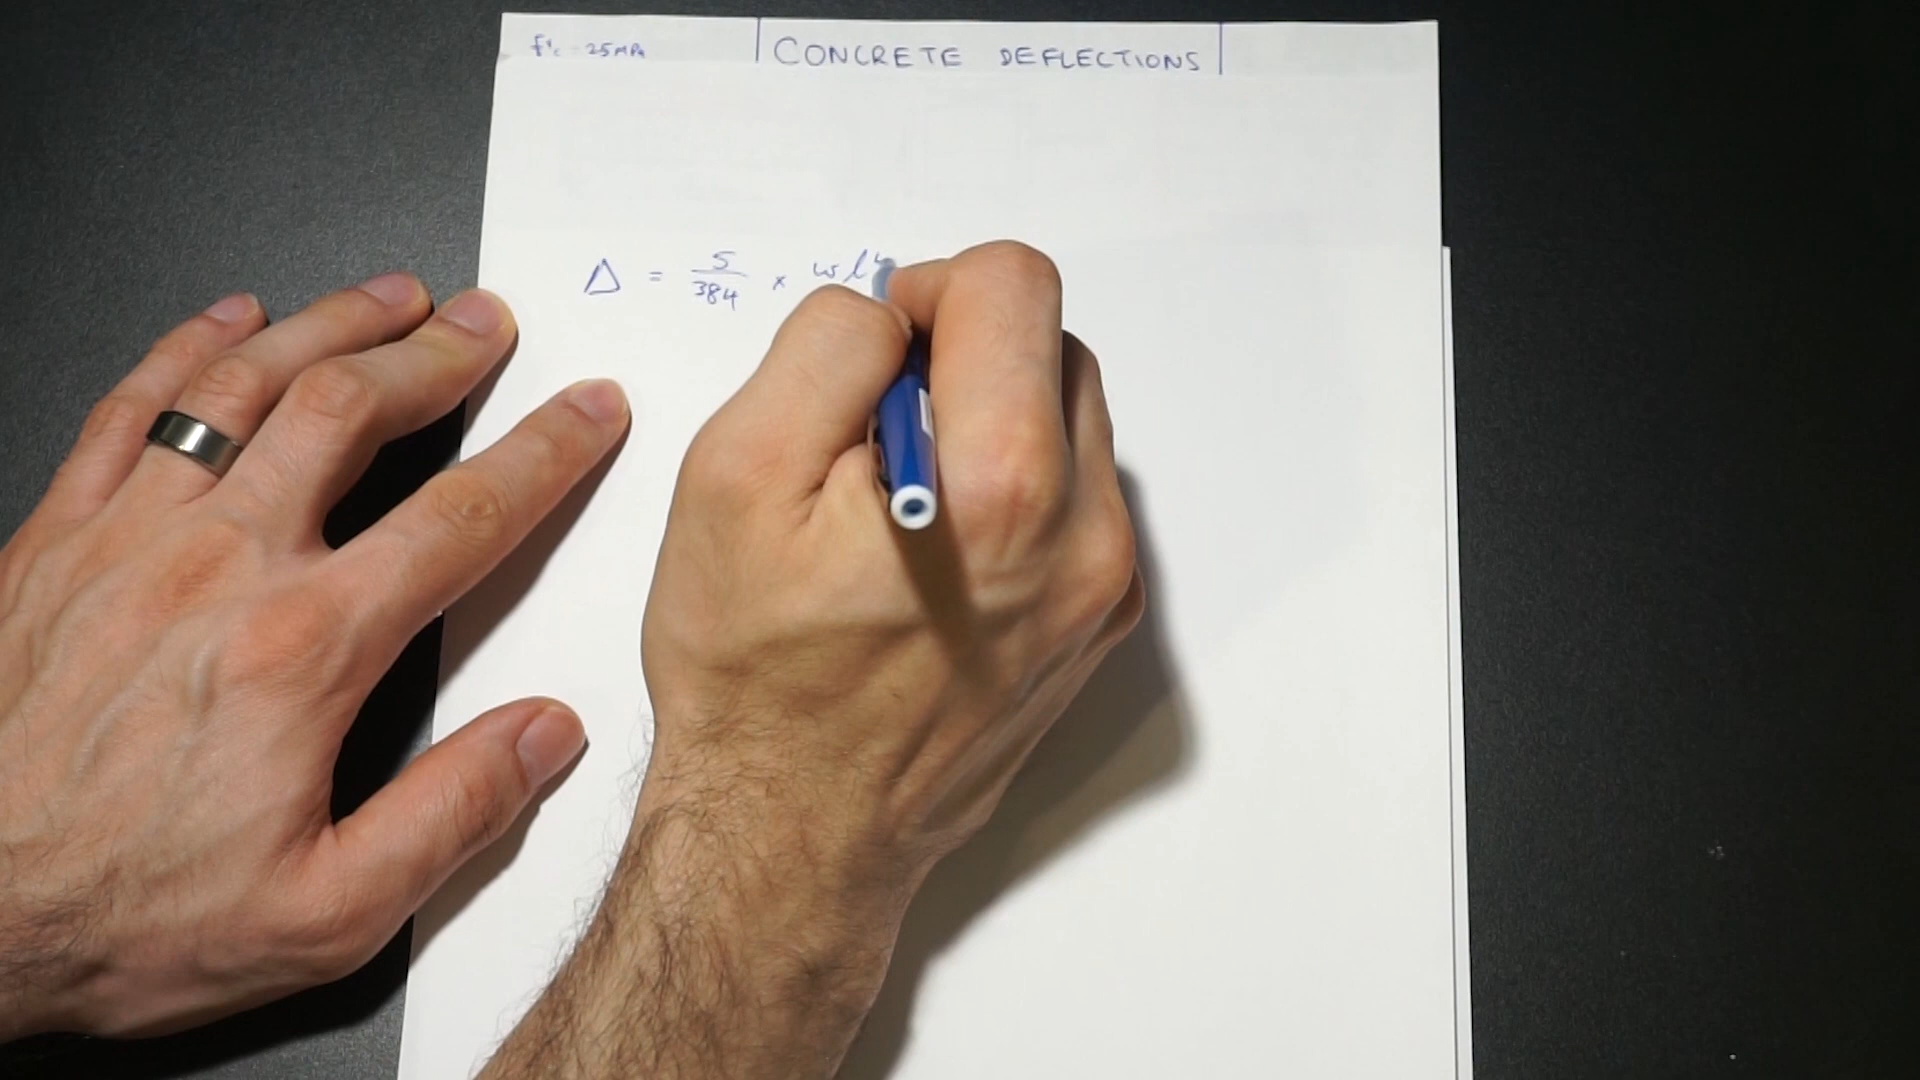 f'c = 25MPa
CONCRETE DEFLECTIONS
Δ = 5/384 × wl⁴